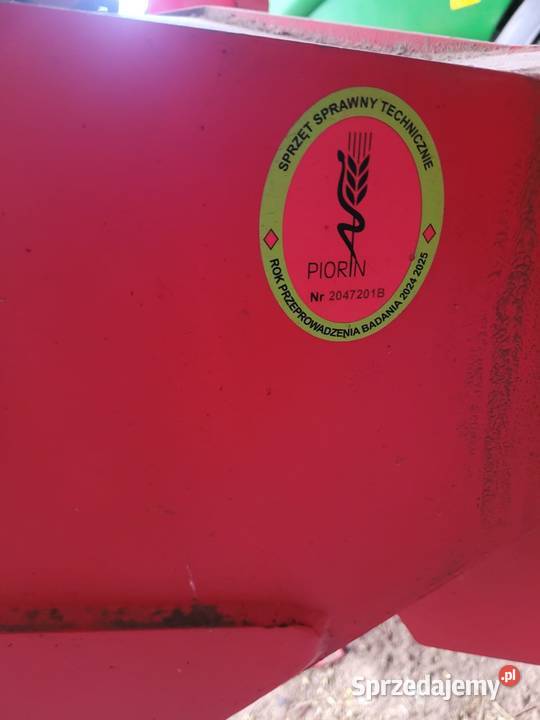 SPRZĘT SPRAWNY TECHNICZNIE
PIORIN
Nr 2047201B
ROK PRZEPROWADZENIA BADANIA 2024 2025
Sprzedajemy.pl